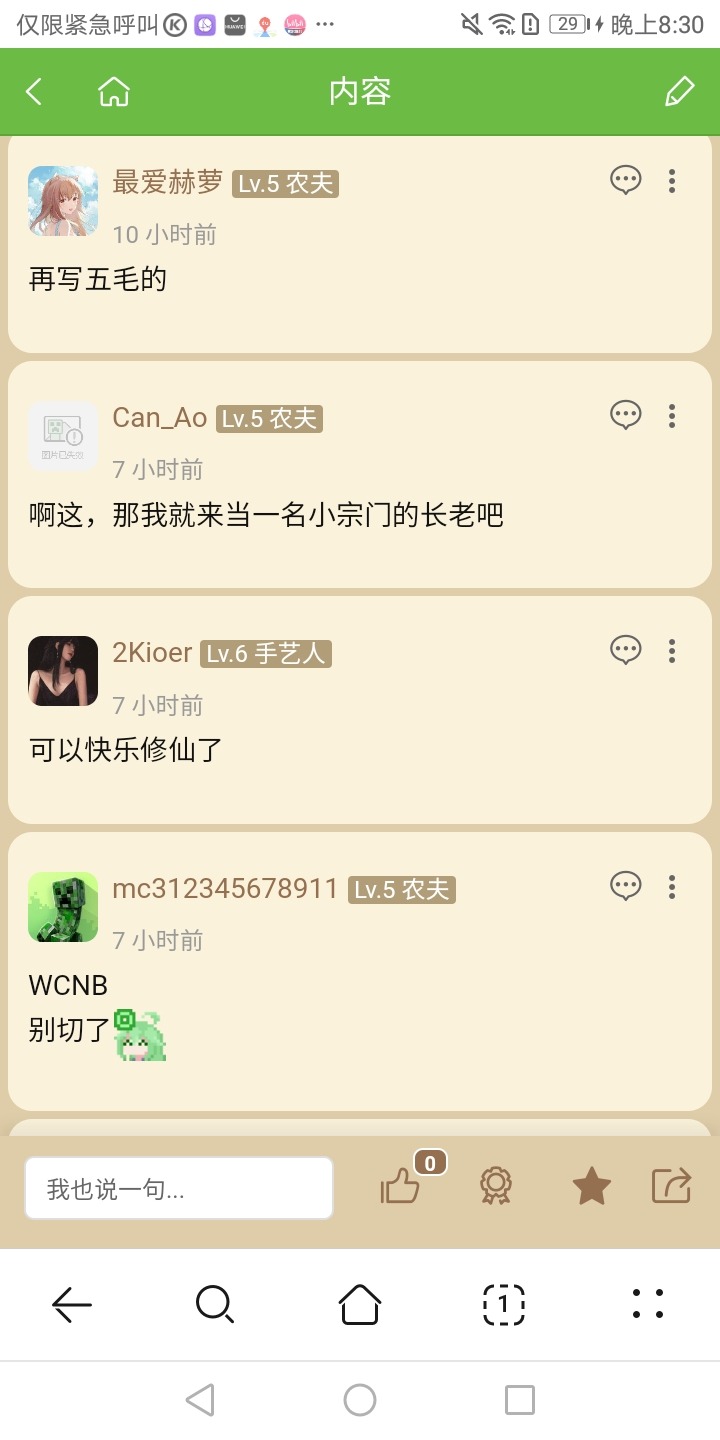 仅限紧急呼叫
29
晚上8:30
内容
最爱赫萝 Lv.5 农夫
10 小时前
再写五毛的
Can_Ao Lv.5 农夫
图片已失效
7 小时前
啊这，那我就来当一名小宗门的长老吧
2Kioer Lv.6 手艺人
7 小时前
可以快乐修仙了
mc312345678911 Lv.5 农夫
7 小时前
WCNB
别切了
我也说一句...
0
1